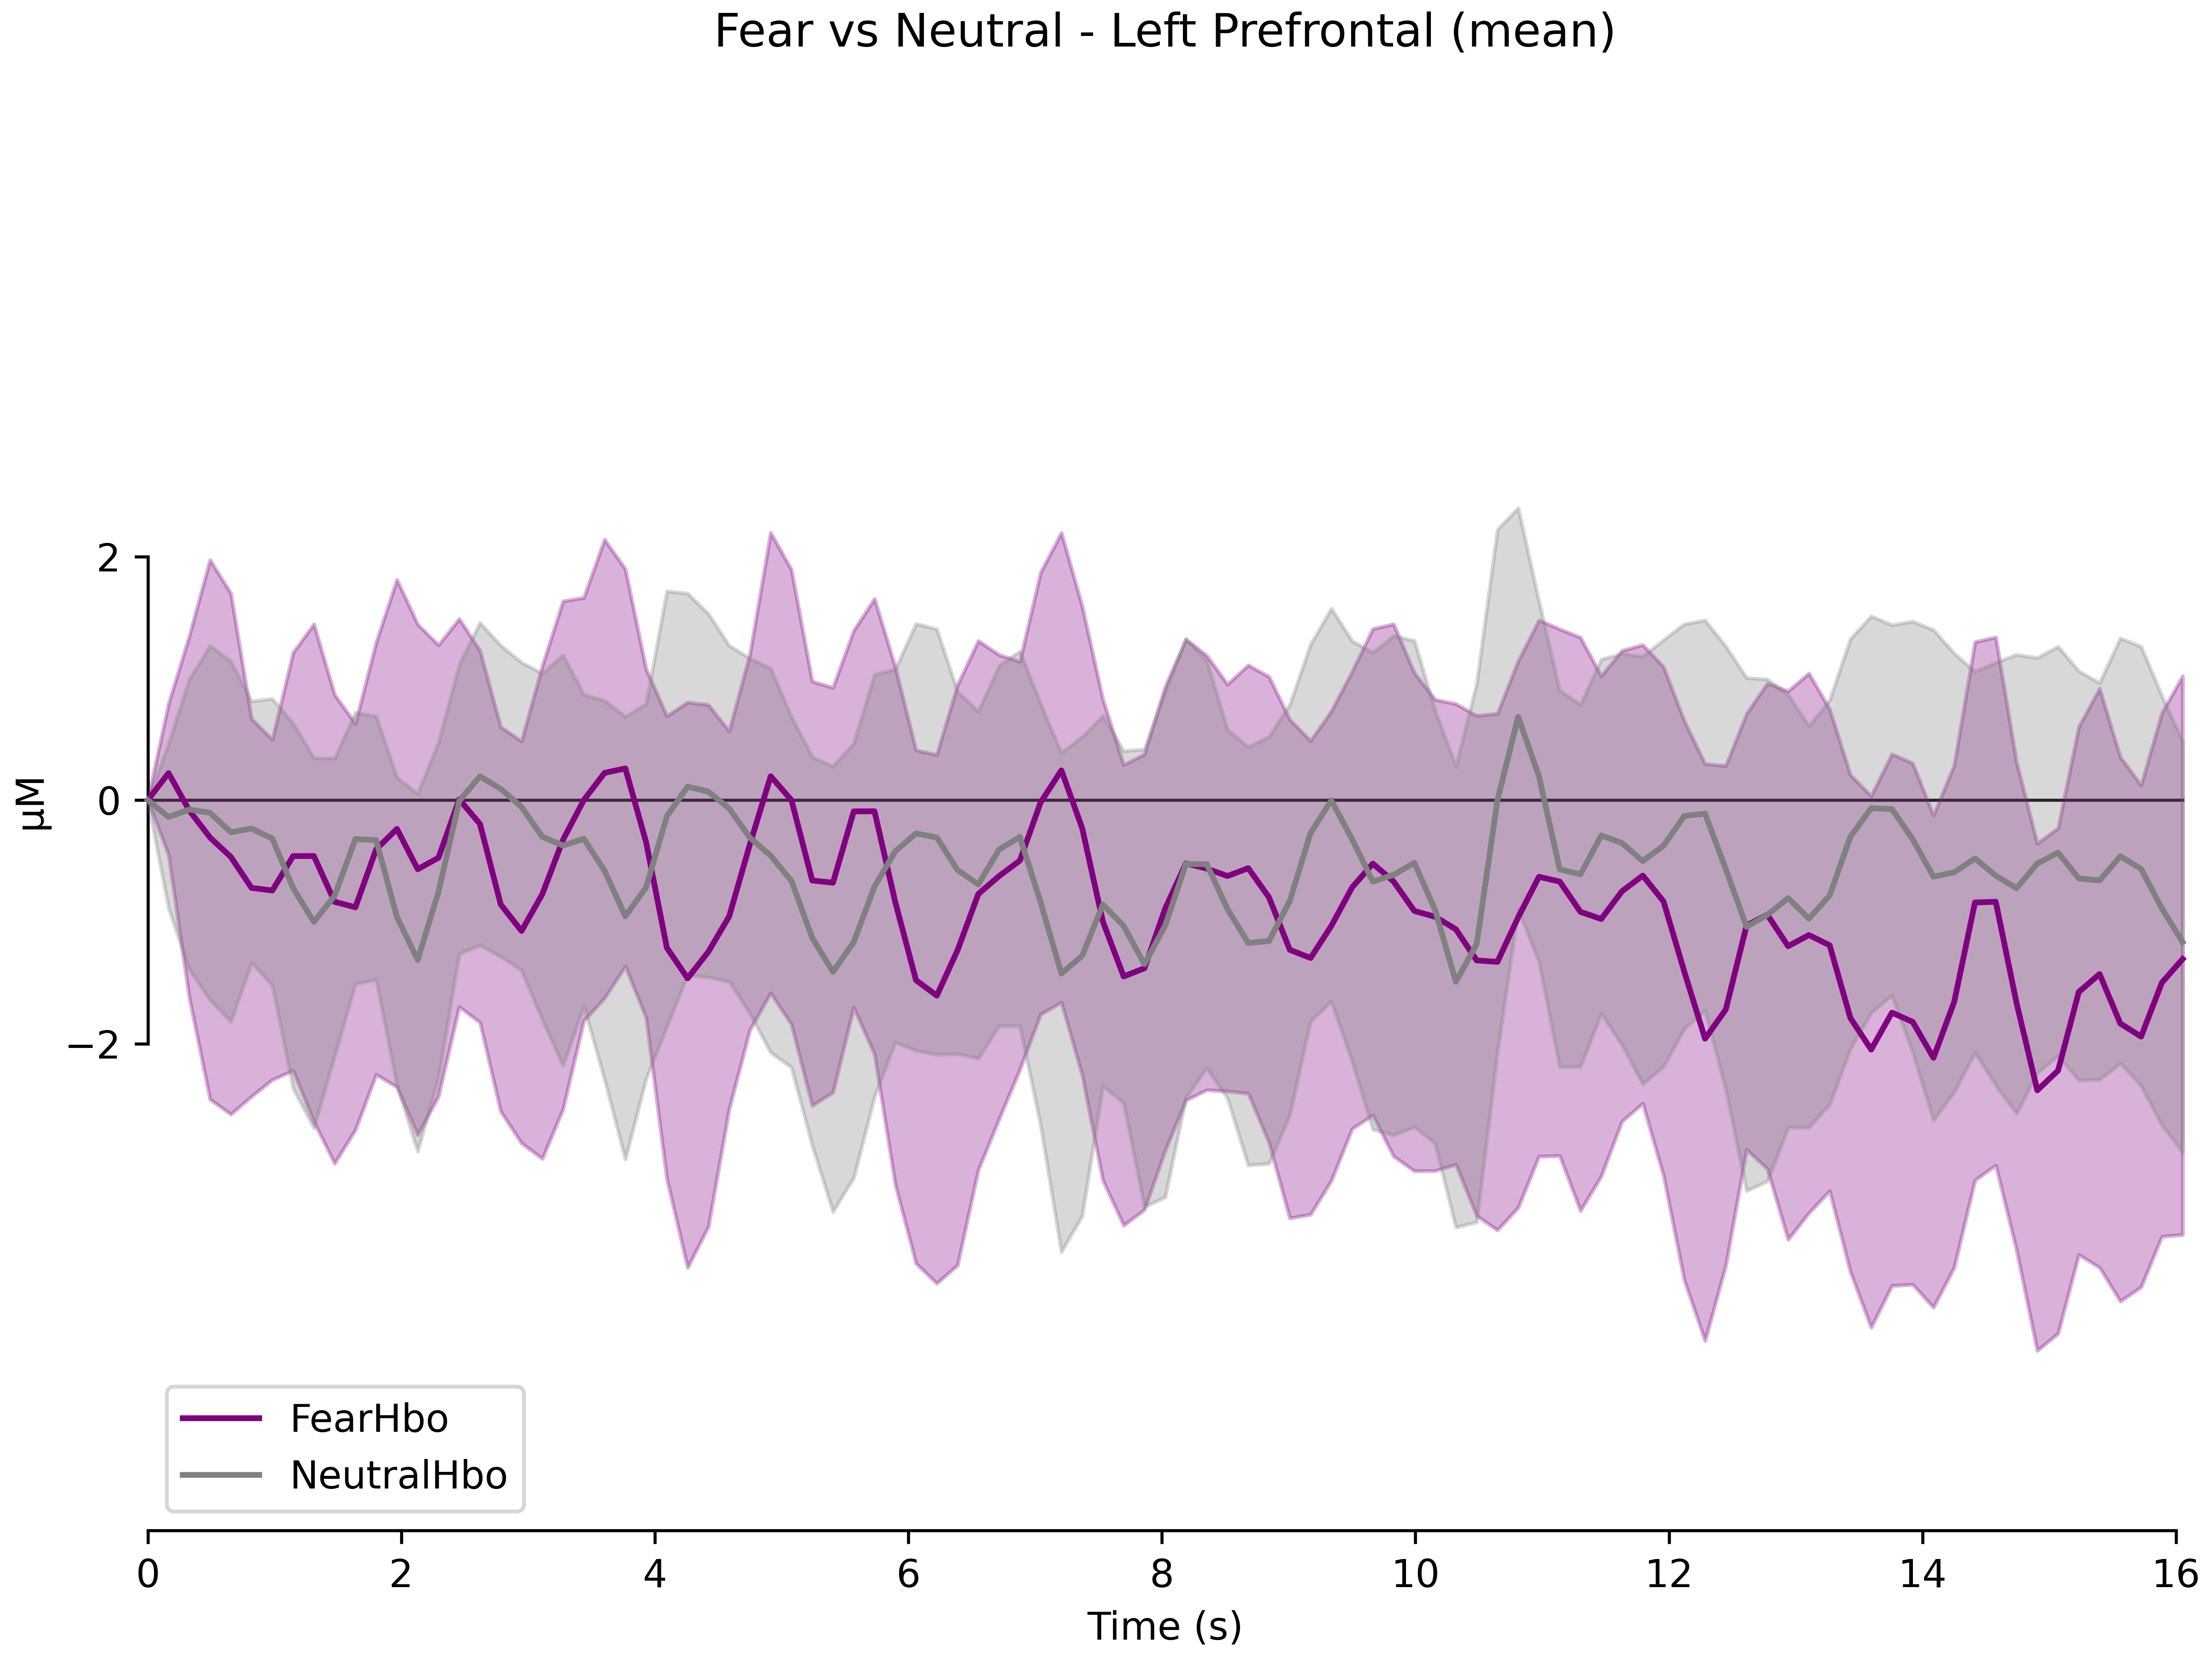 Fear vs Neutral - Left Prefrontal (mean)
2
0
−2
µM
FearHbo
NeutralHbo
0 2 4 6 8 10 12 14 16
Time (s)